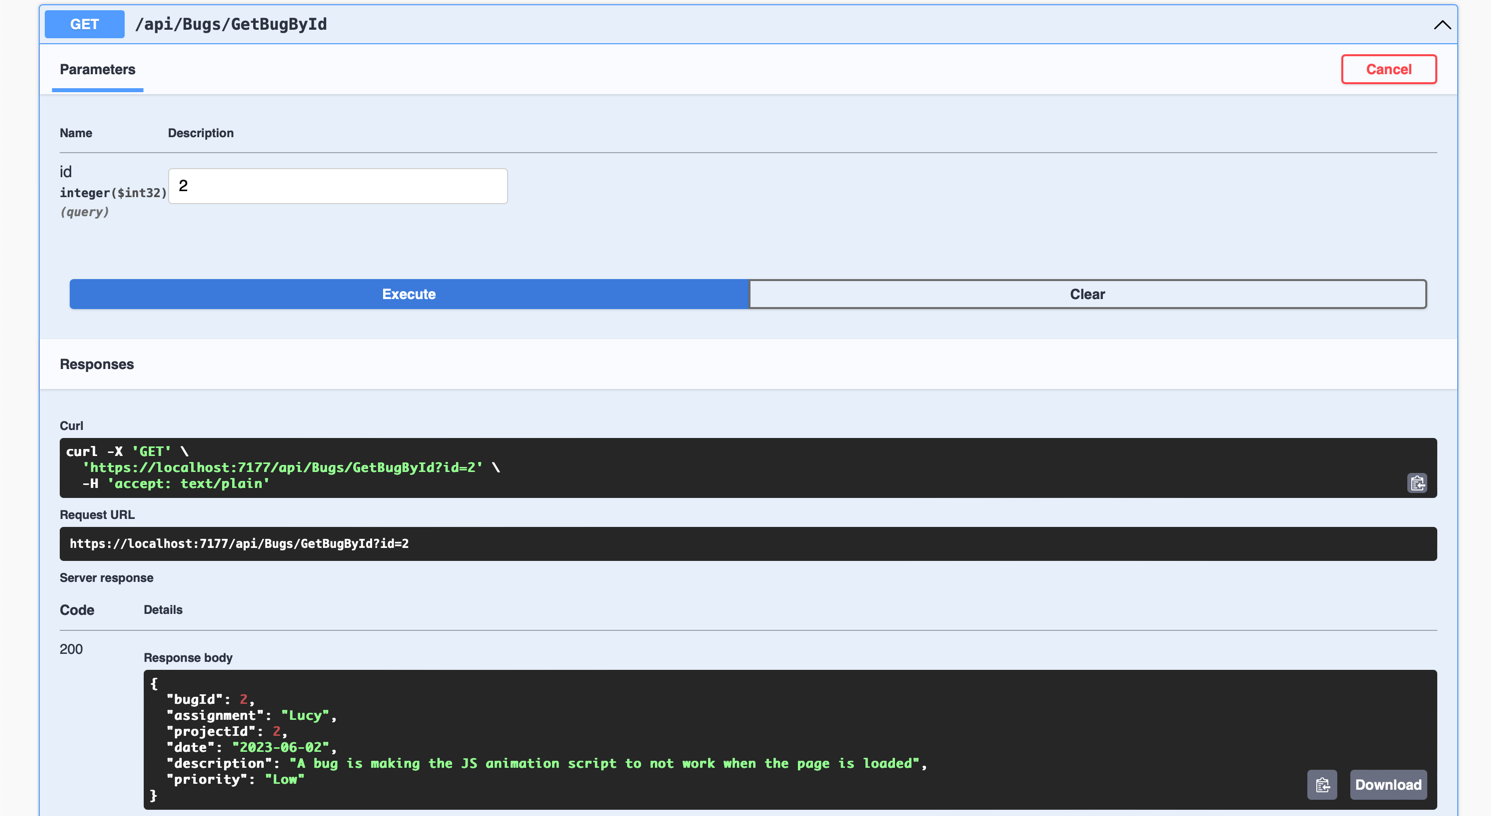 GET /api/Bugs/GetBugById
Parameters
Cancel
Name Description
id
integer($int32)
(query)
2
Execute
Clear
Responses
Curl
curl -X 'GET' \
  'https://localhost:7177/api/Bugs/GetBugById?id=2' \
  -H 'accept: text/plain'
Request URL
https://localhost:7177/api/Bugs/GetBugById?id=2
Server response
Code Details
200
Response body
{
  "bugId": 2,
  "assignment": "Lucy",
  "projectId": 2,
  "date": "2023-06-02",
  "description": "A bug is making the JS animation script to not work when the page is loaded",
  "priority": "Low"
}
Download